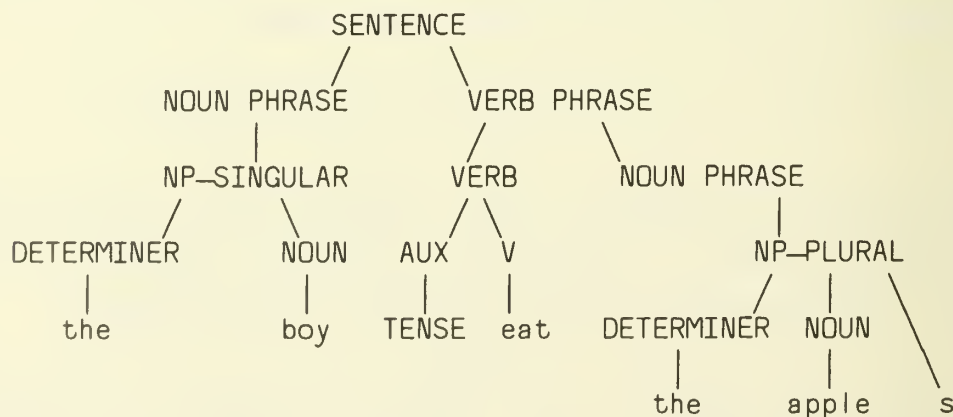 SENTENCE
NOUN PHRASE VERB PHRASE
NP—SINGULAR VERB NOUN PHRASE
DETERMINER NOUN AUX V NP—PLURAL
the boy TENSE eat DETERMINER NOUN
the apple s